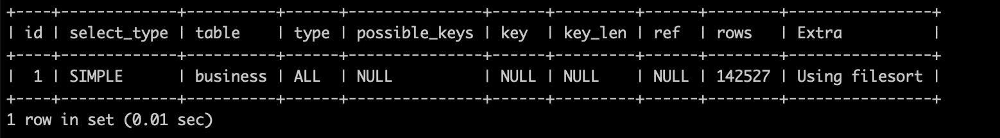 +----+-------------+----------+------+---------------+------+---------+------+--------+----------------+
| id | select_type | table    | type | possible_keys | key  | key_len | ref  | rows   | Extra          |
+----+-------------+----------+------+---------------+------+---------+------+--------+----------------+
|  1 | SIMPLE      | business | ALL  | NULL          | NULL | NULL    | NULL | 142527 | Using filesort |
+----+-------------+----------+------+---------------+------+---------+------+--------+----------------+
1 row in set (0.01 sec)